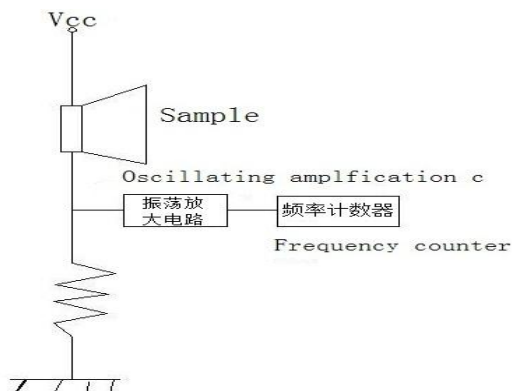 Vcc
Sample
Oscillating amplfication c
振荡放
大电路
频率计数器
Frequency counter